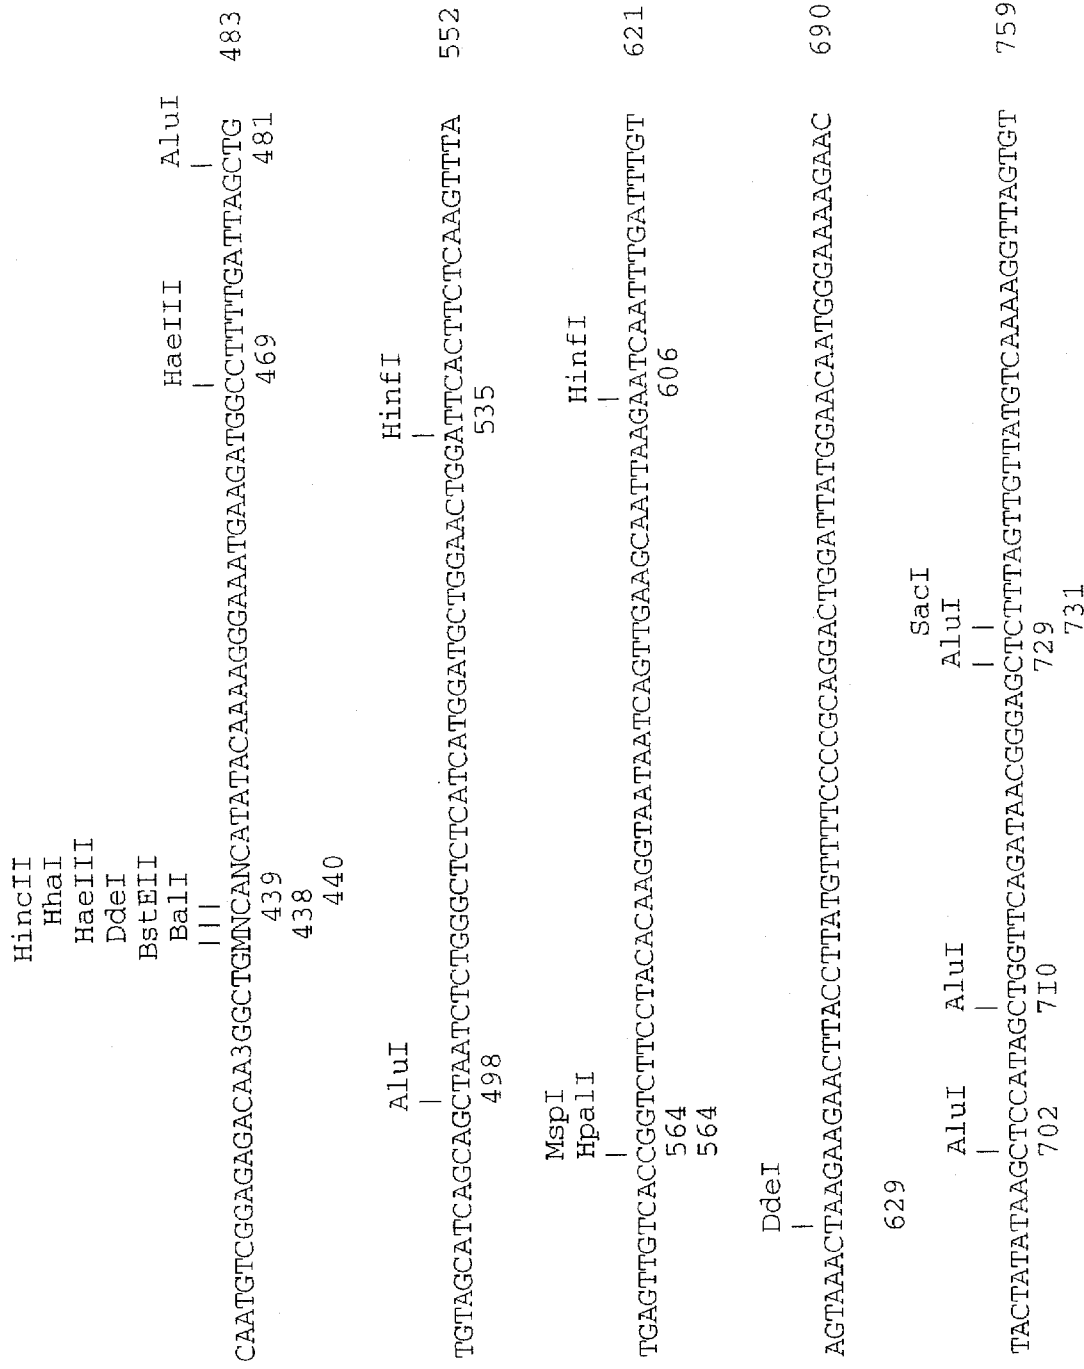 HincII
HhaI
HaeIII
DdeI
BstEII
BalI HaeIII AluI
CAATGTCGGAGAGACAA3GGCTGMNCANCATATACAAAAGGGAAATGAAGATGGCCTTTTGATTAGCTG 483
439 469 481
438
440
AluI HinfI
TGTAGCATCAGCAGCTAATCTCTGGGCTCTCATCATGGATGCTGGAACTGGATTCACTTCTCAAGTTTA 552
498 535
MspI
HpaII HinfI
TGAGTTGTCACCGGTCTTCCTACACAAGGTAATAATCAGTTGAAGCAATTAAGAATCAATTTGATTTGT 621
564 606
564
DdeI
AGTAAACTAAGAAGAACTTACCTTATGTTTTCCCCGCAGGACTGGATTATGGAACAATGGGAAAAGAAC 690
629
SacI
AluI AluI AluI
TACTATATAAGCTCCATAGCTGGTTCAGATAACGGGAGCTCTTTAGTTGTTATGTCAAAAGGTTAGTGT 759
702 710 729
731